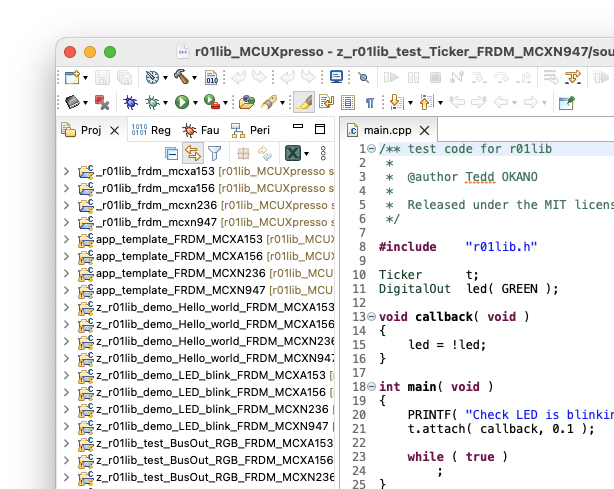 r01lib_MCUXpresso - z_r01lib_test_Ticker_FRDM_MCXN947/sou
Proj
Reg
Fau
Peri
_r01lib_frdm_mcxa153 [r01lib_MCUXpresso s
_r01lib_frdm_mcxa156 [r01lib_MCUXpresso s
_r01lib_frdm_mcxn236 [r01lib_MCUXpresso s
_r01lib_frdm_mcxn947 [r01lib_MCUXpresso s
app_template_FRDM_MCXA153 [r01lib_MCUX
app_template_FRDM_MCXA156 [r01lib_MCUX
app_template_FRDM_MCXN236 [r01lib_MCU
app_template_FRDM_MCXN947 [r01lib_MCU
z_r01lib_demo_Hello_world_FRDM_MCXA153
z_r01lib_demo_Hello_world_FRDM_MCXA156
z_r01lib_demo_Hello_world_FRDM_MCXN236
z_r01lib_demo_Hello_world_FRDM_MCXN947
z_r01lib_demo_LED_blink_FRDM_MCXA153 [
z_r01lib_demo_LED_blink_FRDM_MCXA156 [
z_r01lib_demo_LED_blink_FRDM_MCXN236 [
z_r01lib_demo_LED_blink_FRDM_MCXN947 [
z_r01lib_test_BusOut_RGB_FRDM_MCXA153
z_r01lib_test_BusOut_RGB_FRDM_MCXA156
z_r01lib_test_BusOut_RGB_FRDM_MCXN236
main.cpp
1 /** test code for r01lib
2  *
3  *  @author Tedd OKANO
4  *
5  *  Released under the MIT licens
6  */
7
8 #include    "r01lib.h"
9
10 Ticker      t;
11 DigitalOut  led( GREEN );
12
13 void callback( void )
14 {
15     led = !led;
16 }
17
18 int main( void )
19 {
20     PRINTF( "Check LED is blinkin
21     t.attach( callback, 0.1 );
22
23     while ( true )
24         ;
25 }